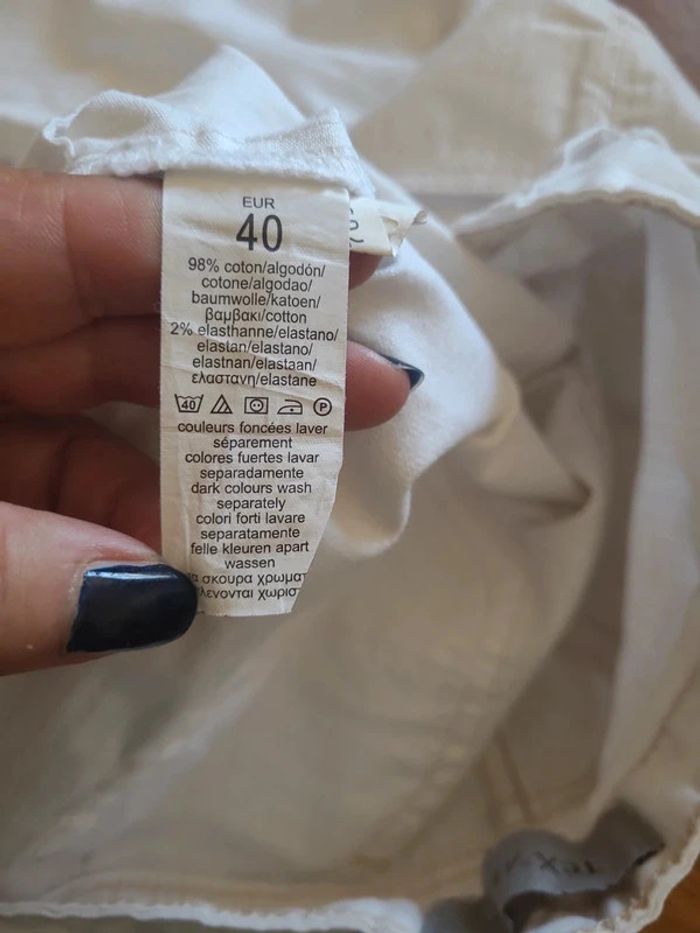 EUR
40
98% coton/algodón/
cotone/algodao/
baumwolle/katoen/
βαμβακι/cotton
2% elasthanne/elastano/
elastan/elastano/
elastnan/elastaan/
ελαστανη/elastane
40 P
couleurs foncées laver
séparement
colores fuertes lavar
separadamente
dark colours wash
separately
colori forti lavare
separatamente
felle kleuren apart
wassen
σκουρα